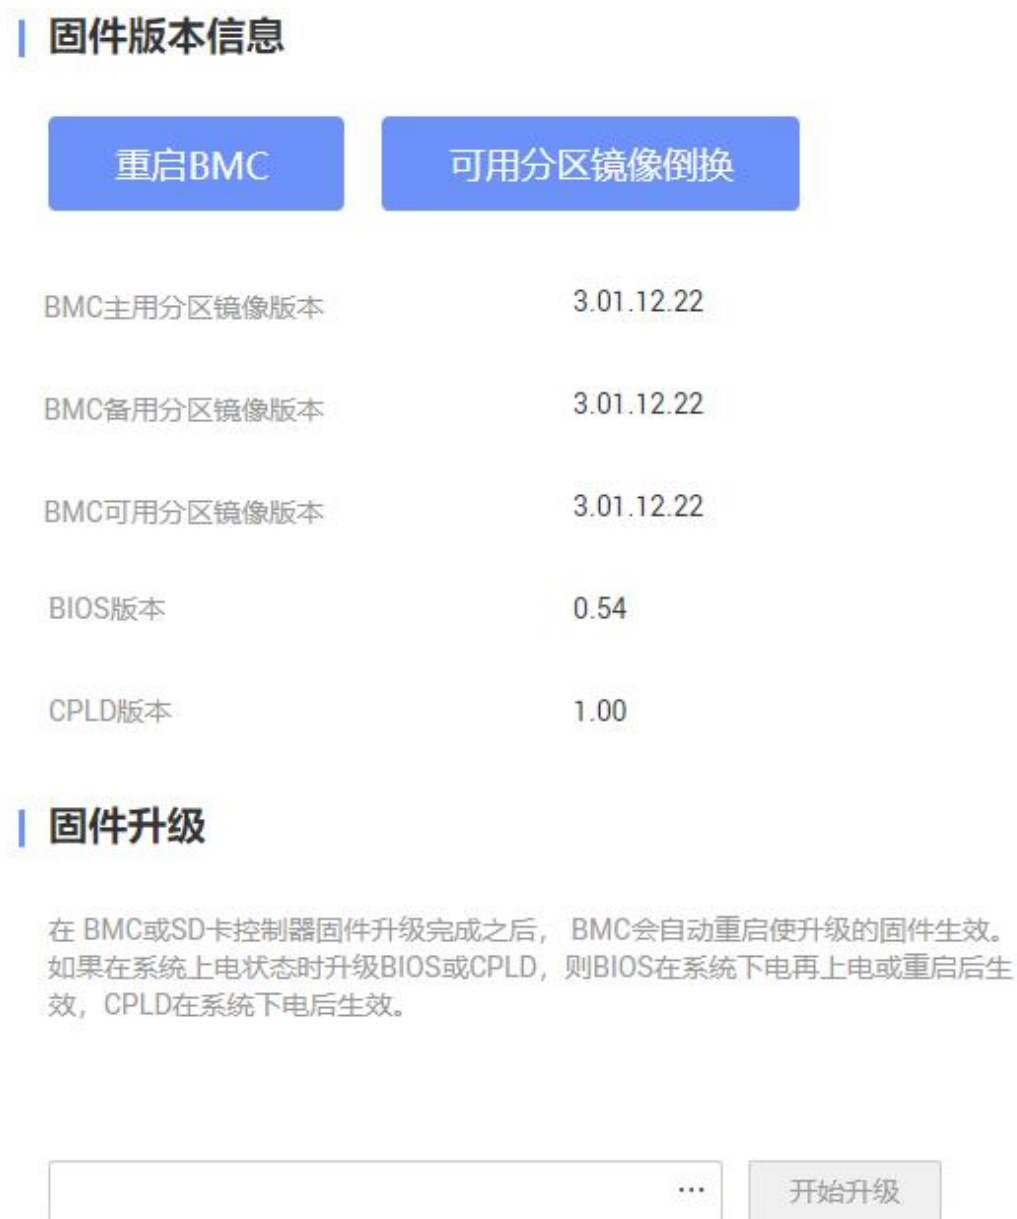 固件版本信息
重启BMC 可用分区镜像倒换
BMC主用分区镜像版本 3.01.12.22
BMC备用分区镜像版本 3.01.12.22
BMC可用分区镜像版本 3.01.12.22
BIOS版本 0.54
CPLD版本 1.00
固件升级
在 BMC或SD卡控制器固件升级完成之后， BMC会自动重启使升级的固件生效。
如果在系统上电状态时升级BIOS或CPLD，则BIOS在系统下电再上电或重启后生
效，CPLD在系统下电后生效。
... 开始升级